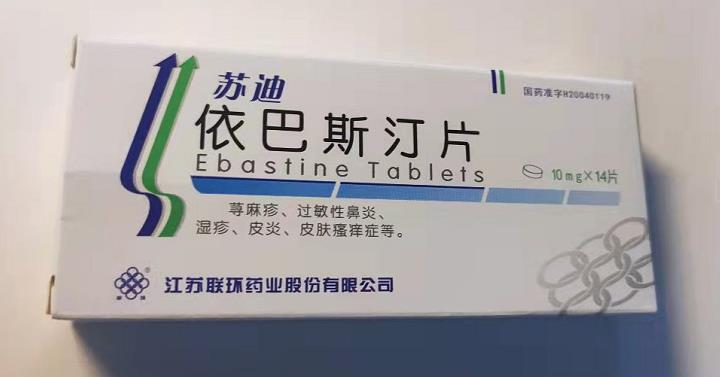 苏迪
国药准字H20040119
依巴斯汀片
Ebastine Tablets
10mg×14片
荨麻疹、过敏性鼻炎、
湿疹、皮炎、皮肤瘙痒症等。
江苏联环药业股份有限公司